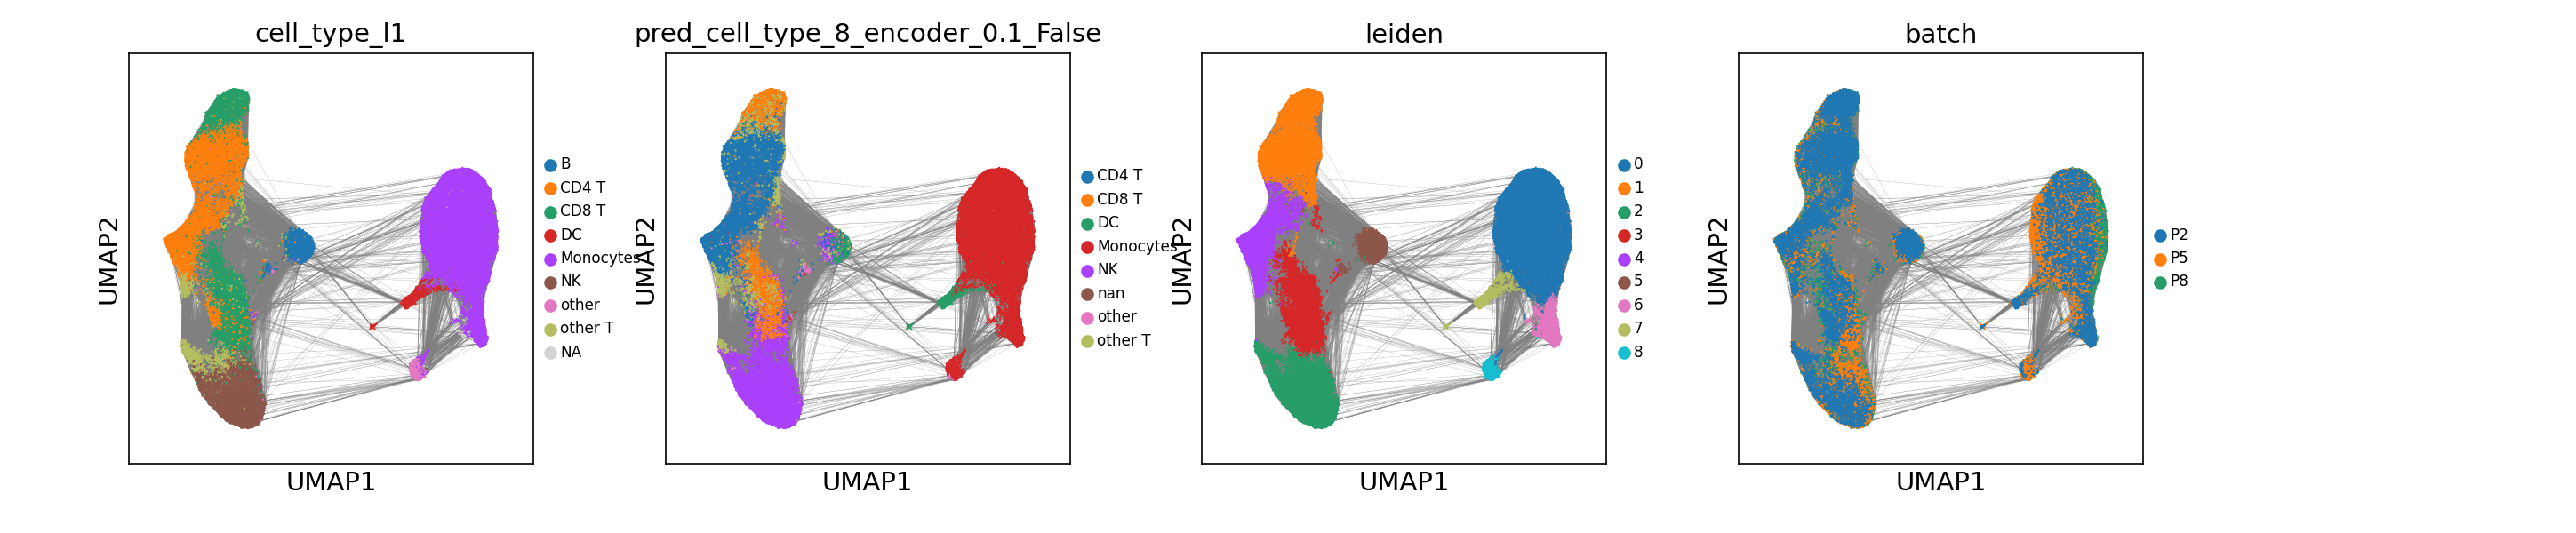 cell_type_l1
UMAP2
UMAP1
B
CD4 T
CD8 T
DC
Monocytes
NK
other
other T
NA
pred_cell_type_8_encoder_0.1_False
UMAP2
UMAP1
CD4 T
CD8 T
DC
Monocytes
NK
nan
other
other T
leiden
UMAP2
UMAP1
0
1
2
3
4
5
6
7
8
batch
UMAP2
UMAP1
P2
P5
P8